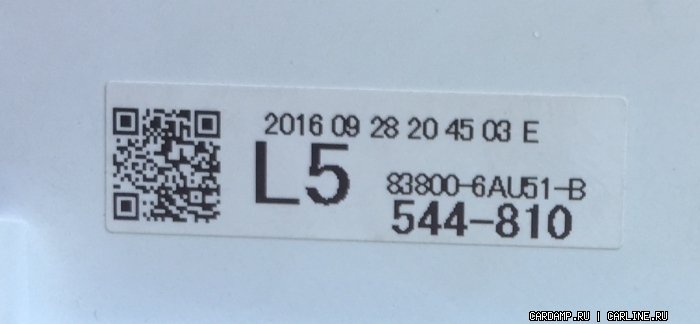 2016 09 28 20 45 03 E
L5
83800-6AU51-B
544-810
CARDAMP.RU | CARLINE.RU